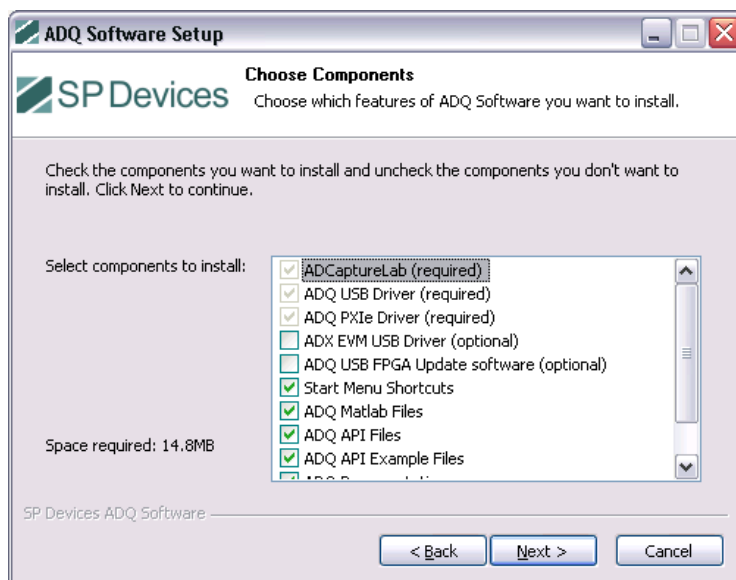 ADQ Software Setup
SP Devices
Choose Components
Choose which features of ADQ Software you want to install.
Check the components you want to install and uncheck the components you don't want to
install. Click Next to continue.
Select components to install:
ADCaptureLab (required)
ADQ USB Driver (required)
ADQ PXIe Driver (required)
ADX EVM USB Driver (optional)
ADQ USB FPGA Update software (optional)
Start Menu Shortcuts
ADQ Matlab Files
ADQ API Files
ADQ API Example Files
Space required: 14.8MB
SP Devices ADQ Software
< Back
Next >
Cancel